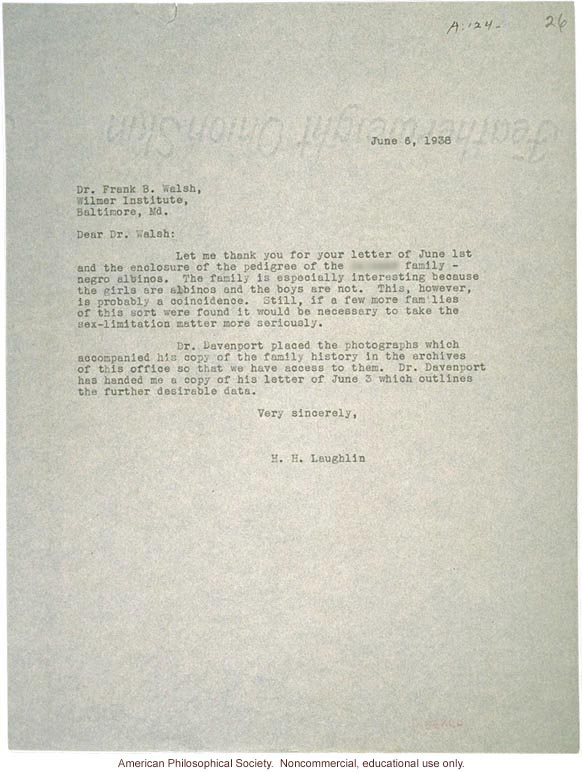 A:124- 26
Featherweight Onion Skin
June 6, 1938
Dr. Frank B. Walsh,
Wilmer Institute,
Baltimore, Md.
Dear Dr. Walsh:
Let me thank you for your letter of June 1st
and the enclosure of the pedigree of the family -
negro albinos. The family is especially interesting because
the girls are albinos and the boys are not. This, however,
is probably a coincidence. Still, if a few more fam lies
of this sort were found it would be necessary to take the
sex-limitation matter more seriously.
Dr. Davenport placed the photographs which
accompanied his copy of the family history in the archives
of this office so that we have access to them. Dr. Davenport
has handed me a copy of his letter of June 3 which outlines
the further desirable data.
Very sincerely,
H. H. Laughlin
American Philosophical Society. Noncommercial, educational use only.